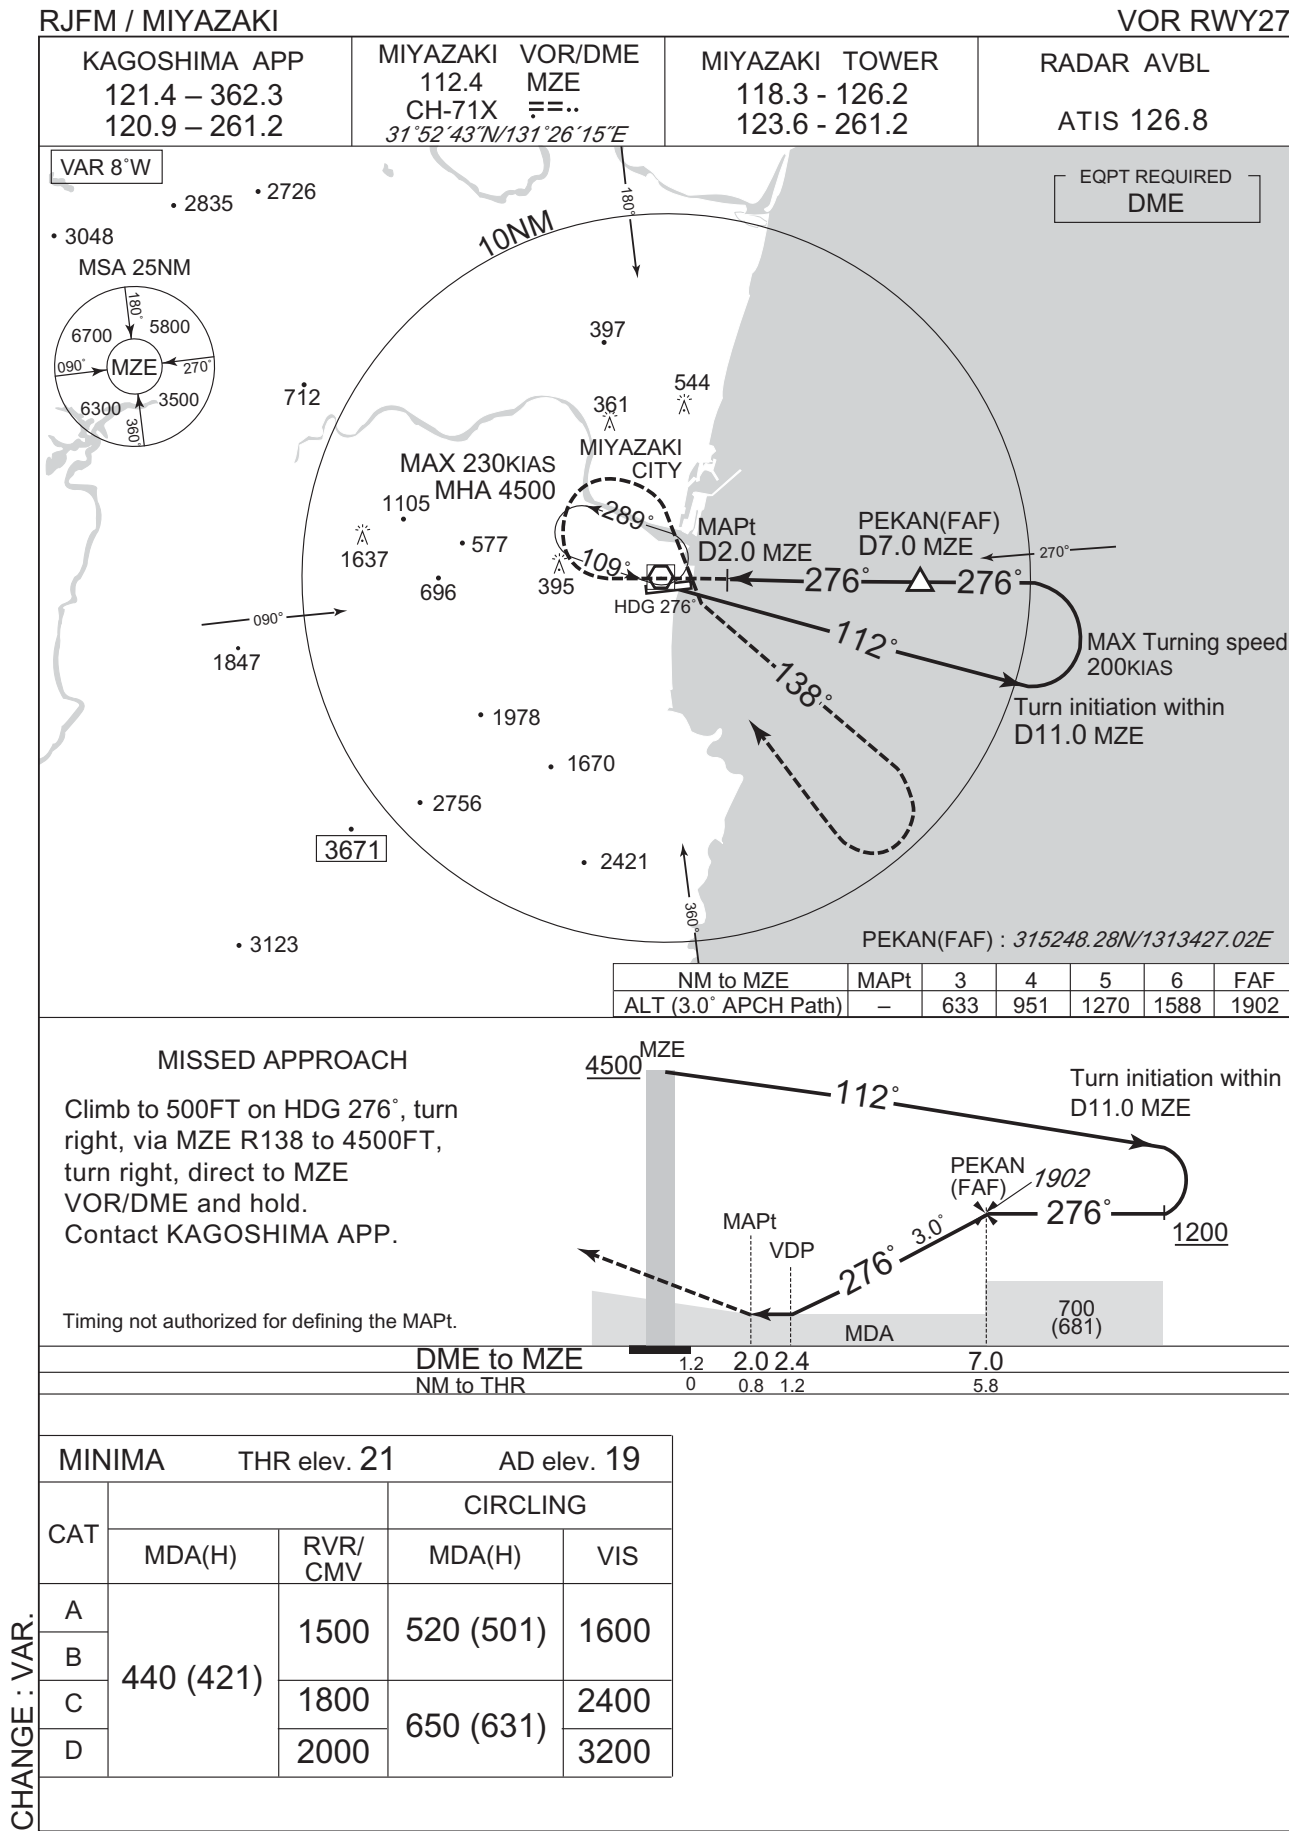 RJFM / MIYAZAKI
VOR RWY27
KAGOSHIMA APP
121.4 – 362.3
120.9 – 261.2
MIYAZAKI VOR/DME
112.4 MZE
CH-71X
31°52´43˝N/131°26´15˝E
MIYAZAKI TOWER
118.3 - 126.2
123.6 - 261.2
RADAR AVBL
ATIS 126.8
VAR 8°W
EQPT REQUIRED
DME
180°
10NM
2835
2726
3048
MSA 25NM
180°
6700
5800
090°
MZE
270°
6300
3500
360°
397
712
361
544
MIYAZAKI
CITY
MAX 230KIAS
MHA 4500
1105
1637
577
696
395
289°
109°
MAPt
D2.0 MZE
PEKAN(FAF)
D7.0 MZE
270°
276°
276°
HDG 276°
112°
138°
MAX Turning speed
200KIAS
Turn initiation within
D11.0 MZE
090°
1847
1978
1670
2756
3671
2421
3123
360°
PEKAN(FAF) : 315248.28N/1313427.02E
NM to MZE MAPt 3 4 5 6 FAF
ALT (3.0° APCH Path) – 633 951 1270 1588 1902
MISSED APPROACH
Climb to 500FT on HDG 276°, turn
right, via MZE R138 to 4500FT,
turn right, direct to MZE
VOR/DME and hold.
Contact KAGOSHIMA APP.
Timing not authorized for defining the MAPt.
MZE
4500
112°
Turn initiation within
D11.0 MZE
PEKAN
(FAF)
1902
276°
1200
MAPt
VDP
276°
3.0°
MDA
700
(681)
DME to MZE 1.2 2.0 2.4 7.0
NM to THR 0 0.8 1.2 5.8
MINIMA THR elev. 21 AD elev. 19
CAT
CIRCLING
MDA(H)
RVR/
CMV
MDA(H)
VIS
A
B
C
D
440 (421)
1500
1800
2000
520 (501)
650 (631)
1600
2400
3200
CHANGE : VAR.